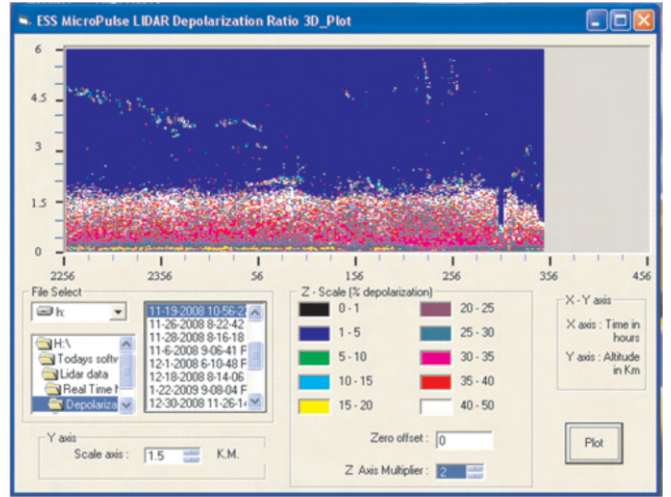 ESS MicroPulse LIDAR Depolarization Ratio 3D_Plot
6
4.5
3
1.5
0
2256 2356 56 156 256 356 456
File Select
h:
H:\
Todays softw
Lidar data
Real Time
Depolariza
11-19-2008 10-56-2
11-26-2008 8-22-42
11-28-2008 8-16-18
11-6-2008 9-06-41 F
12-1-2008 6-10-48 F
12-18-2008 8-14-06
1-22-2009 9-08-04 F
12-30-2008 11-26-1
Z - Scale (% depolarization)
0 - 1 20 - 25
1 - 5 25 - 30
5 - 10 30 - 35
10 - 15 35 - 40
15 - 20 40 - 50
Zero offset : 0
Z Axis Multiplier : 2
X - Y axis
X axis : Time in
hours
Y axis : Altitude
in Km
Y axis
Scale axis : 1.5 K.M.
Plot